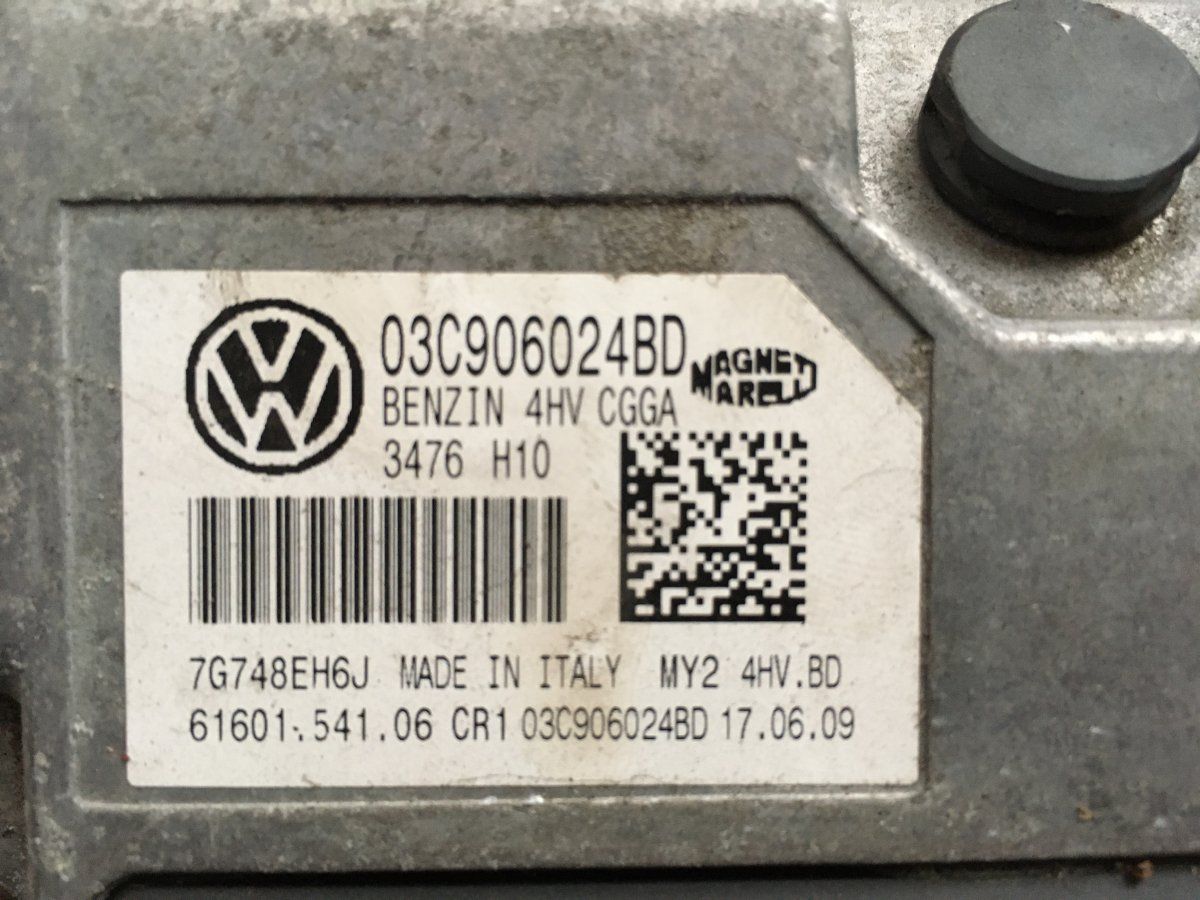 03C906024BD
MAGNETI
MARELLI
BENZIN 4HV CGGA
3476 H10
7G748EH6J MADE IN ITALY MY2 4HV.BD
61601.541.06 CR1 03C906024BD 17.06.09